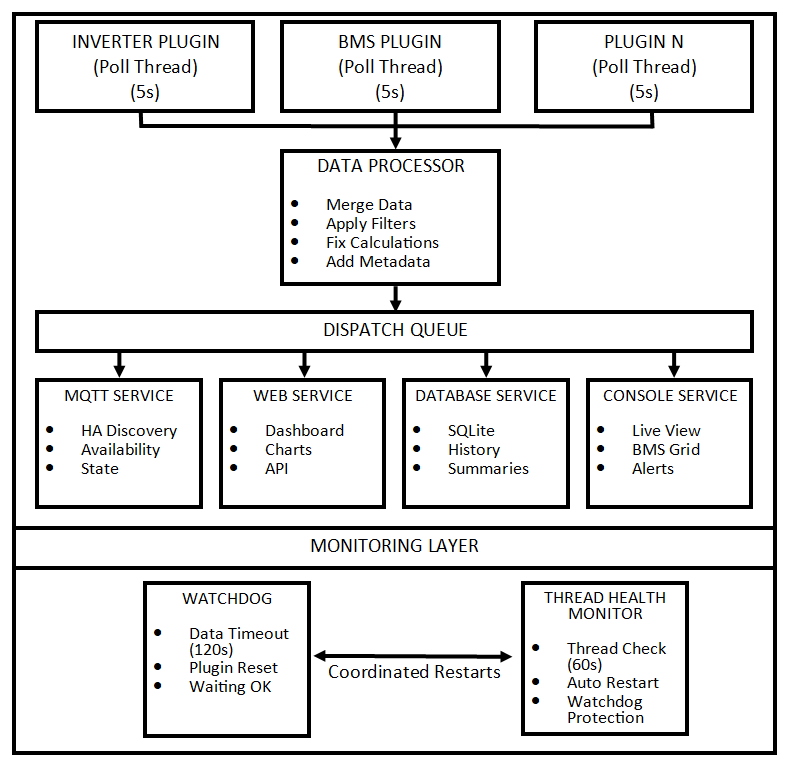 INVERTER PLUGIN
(Poll Thread)
(5s)
BMS PLUGIN
(Poll Thread)
(5s)
PLUGIN N
(Poll Thread)
(5s)
DATA PROCESSOR
• Merge Data
• Apply Filters
• Fix Calculations
• Add Metadata
DISPATCH QUEUE
MQTT SERVICE
• HA Discovery
• Availability
• State
WEB SERVICE
• Dashboard
• Charts
• API
DATABASE SERVICE
• SQLite
• History
• Summaries
CONSOLE SERVICE
• Live View
• BMS Grid
• Alerts
MONITORING LAYER
WATCHDOG
• Data Timeout
(120s)
• Plugin Reset
• Waiting OK
Coordinated Restarts
THREAD HEALTH
MONITOR
• Thread Check
(60s)
• Auto Restart
• Watchdog
Protection